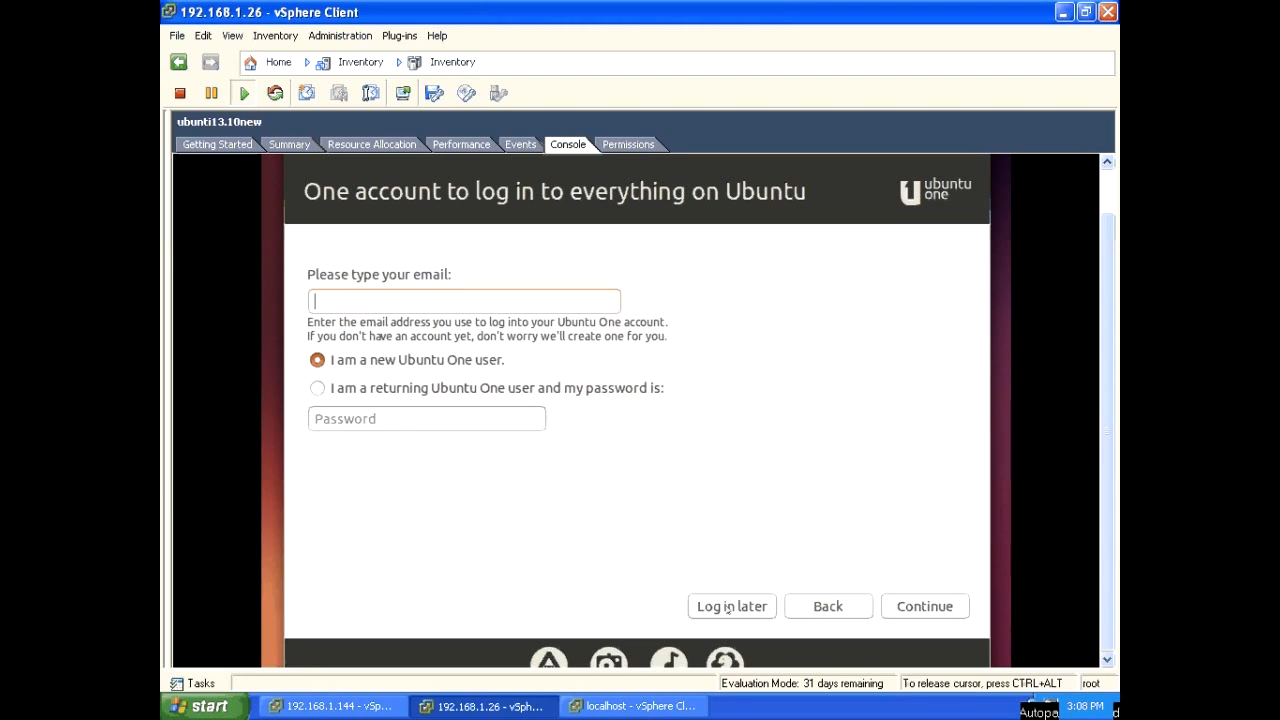 192.168.1.26 - vSphere Client
File Edit View Inventory Administration Plug-ins Help
Home Inventory Inventory
ubunti13.10new
Getting Started Summary Resource Allocation Performance Events Console Permissions
One account to log in to everything on Ubuntu
ubuntu
one
Please type your email:
Enter the email address you use to log into your Ubuntu One account.
If you don't have an account yet, don't worry we'll create one for you.
I am a new Ubuntu One user.
I am a returning Ubuntu One user and my password is:
Password
Log in later Back Continue
Tasks Evaluation Mode: 31 days remaining To release cursor, press CTRL+ALT root
start 192.168.1.144 - vSp... 192.168.1.26 - vSph... localhost - vSphere Cl... 3:08 PM